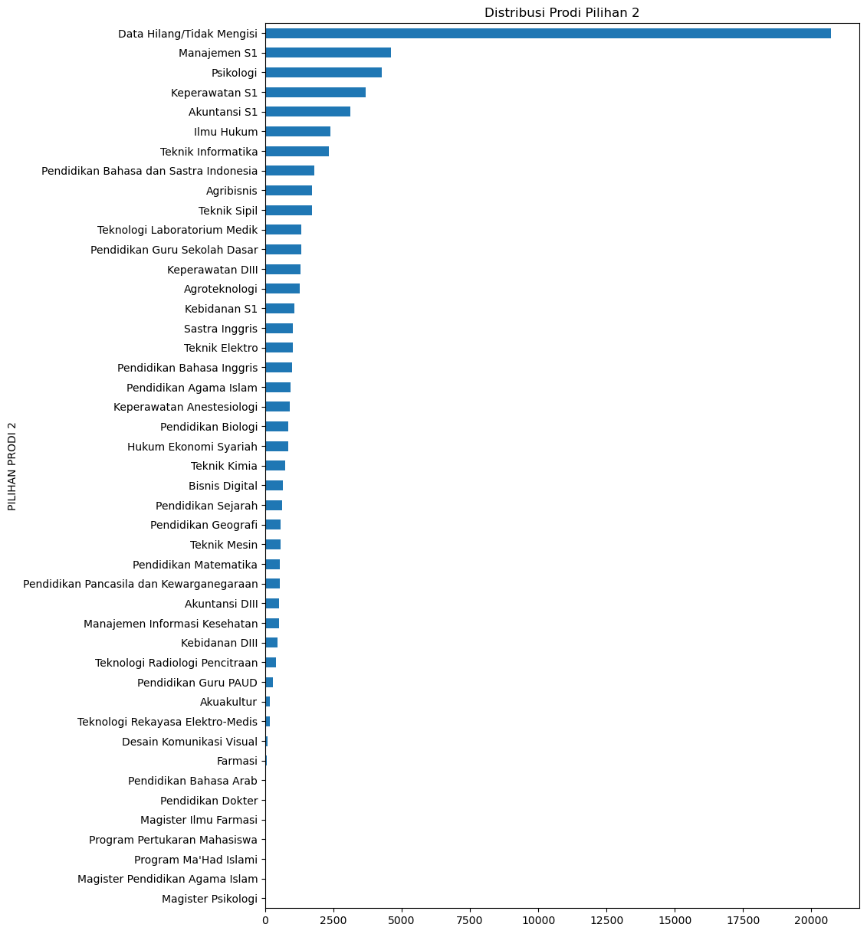 Distribusi Prodi Pilihan 2
PILIHAN PRODI 2
Data Hilang/Tidak Mengisi
Manajemen S1
Psikologi
Keperawatan S1
Akuntansi S1
Ilmu Hukum
Teknik Informatika
Pendidikan Bahasa dan Sastra Indonesia
Agribisnis
Teknik Sipil
Teknologi Laboratorium Medik
Pendidikan Guru Sekolah Dasar
Keperawatan DIII
Agroteknologi
Kebidanan S1
Sastra Inggris
Teknik Elektro
Pendidikan Bahasa Inggris
Pendidikan Agama Islam
Keperawatan Anestesiologi
Pendidikan Biologi
Hukum Ekonomi Syariah
Teknik Kimia
Bisnis Digital
Pendidikan Sejarah
Pendidikan Geografi
Teknik Mesin
Pendidikan Matematika
Pendidikan Pancasila dan Kewarganegaraan
Akuntansi DIII
Manajemen Informasi Kesehatan
Kebidanan DIII
Teknologi Radiologi Pencitraan
Pendidikan Guru PAUD
Akuakultur
Teknologi Rekayasa Elektro-Medis
Desain Komunikasi Visual
Farmasi
Pendidikan Bahasa Arab
Pendidikan Dokter
Magister Ilmu Farmasi
Program Pertukaran Mahasiswa
Program Ma'Had Islami
Magister Pendidikan Agama Islam
Magister Psikologi
0 2500 5000 7500 10000 12500 15000 17500 20000